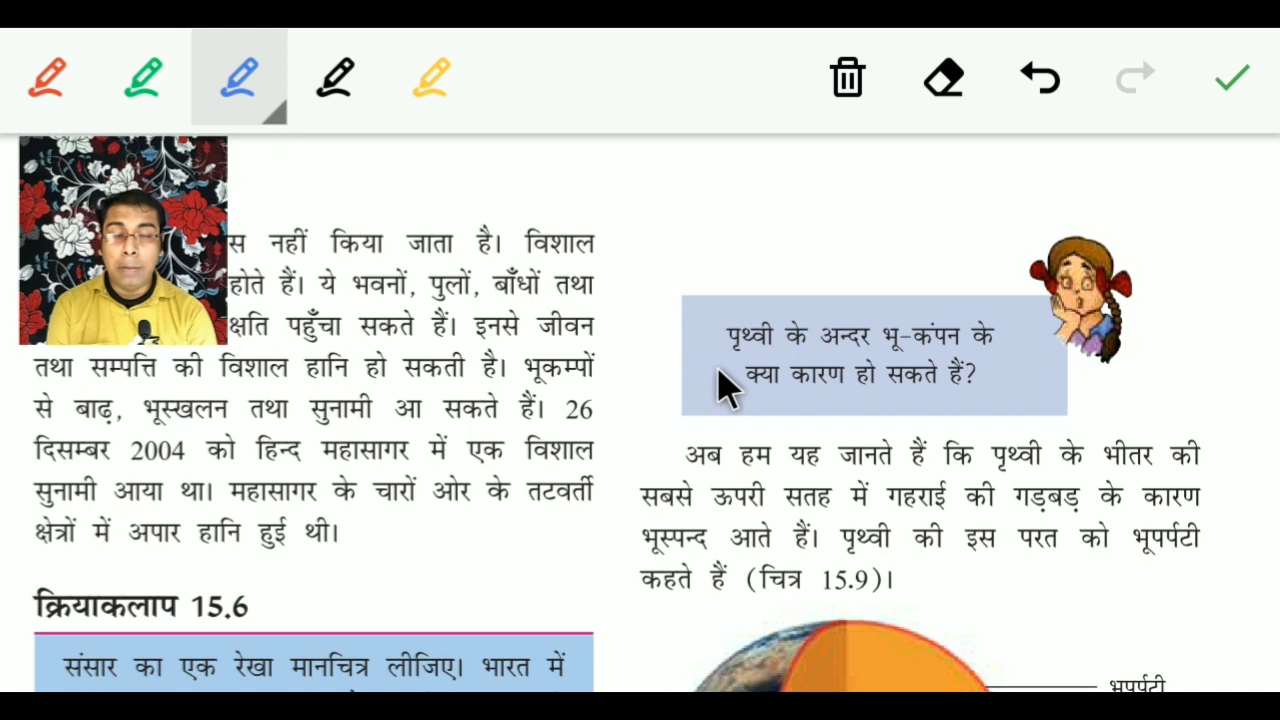 स नहीं किया जाता है। विशाल
होते हैं। ये भवनों, पुलों, बाँधों तथा
क्षति पहुँचा सकते हैं। इनसे जीवन
तथा सम्पत्ति की विशाल हानि हो सकती है। भूकम्पों
से बाढ़, भूस्खलन तथा सुनामी आ सकते हैं। 26
दिसम्बर 2004 को हिन्द महासागर में एक विशाल
सुनामी आया था। महासागर के चारों ओर के तटवर्ती
क्षेत्रों में अपार हानि हुई थी।
क्रियाकलाप 15.6
संसार का एक रेखा मानचित्र लीजिए। भारत में
पृथ्वी के अन्दर भू-कंपन के
क्या कारण हो सकते हैं?
अब हम यह जानते हैं कि पृथ्वी के भीतर की
सबसे ऊपरी सतह में गहराई की गड़बड़ के कारण
भूस्पन्द आते हैं। पृथ्वी की इस परत को भूपर्पटी
कहते हैं (चित्र 15.9)।
भूपर्पटी